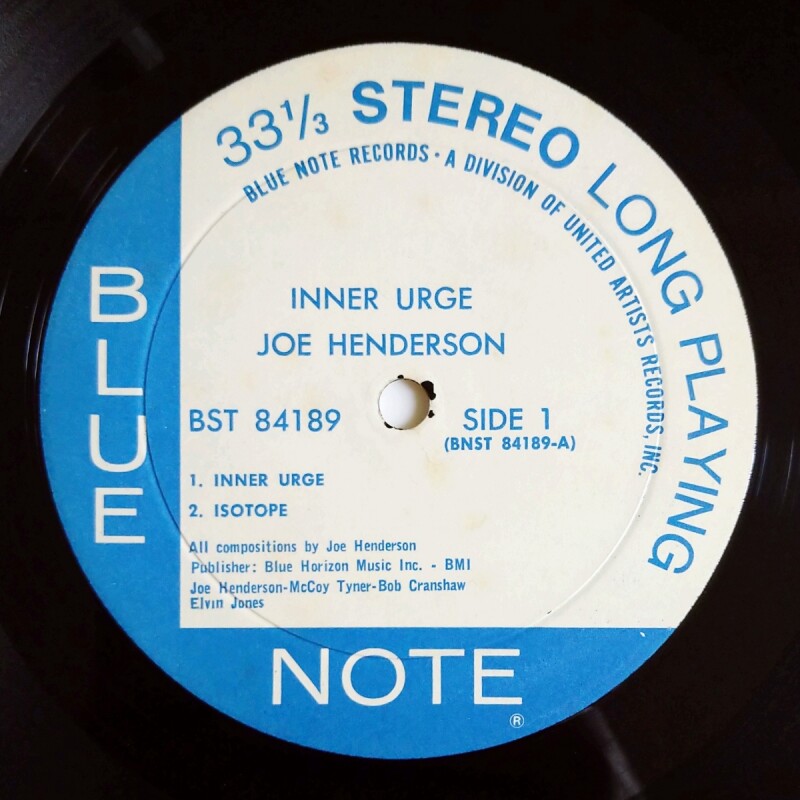 33⅓ STEREO LONG PLAYING
BLUE NOTE RECORDS • A DIVISION OF UNITED ARTISTS RECORDS, INC.
INNER URGE
JOE HENDERSON
BST 84189
SIDE 1
(BNST 84189-A)
1. INNER URGE
2. ISOTOPE
All compositions by Joe Henderson
Publisher: Blue Horizon Music Inc. - BMI
Joe Henderson-McCoy Tyner-Bob Cranshaw
Elvin Jones
BLUE
NOTE
®